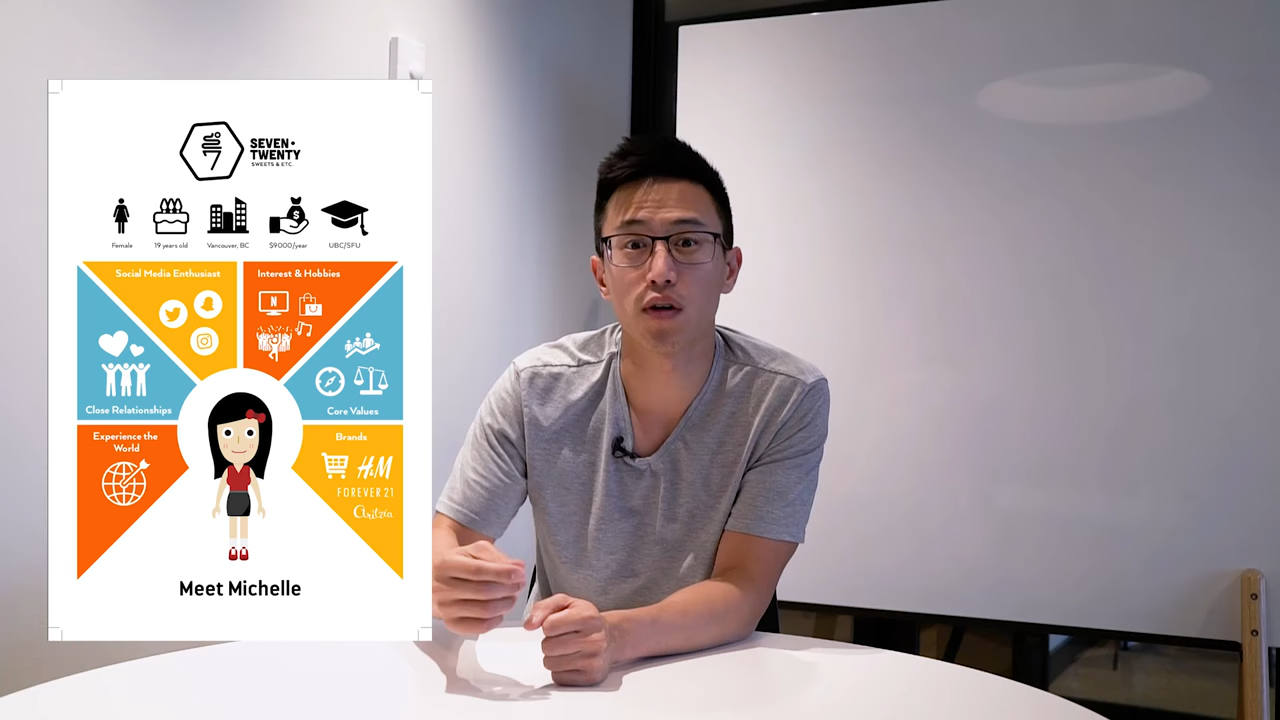 SEVEN•
TWENTY
SWEETS & ETC.
Female
19 years old
Vancouver, BC
$
$9000/year
UBC/SFU
Social Media Enthusiast
Interest & Hobbies
N
Close Relationships
Core Values
Experience the
World
Brands
H&M
FOREVER 21
Aritzia
Meet Michelle